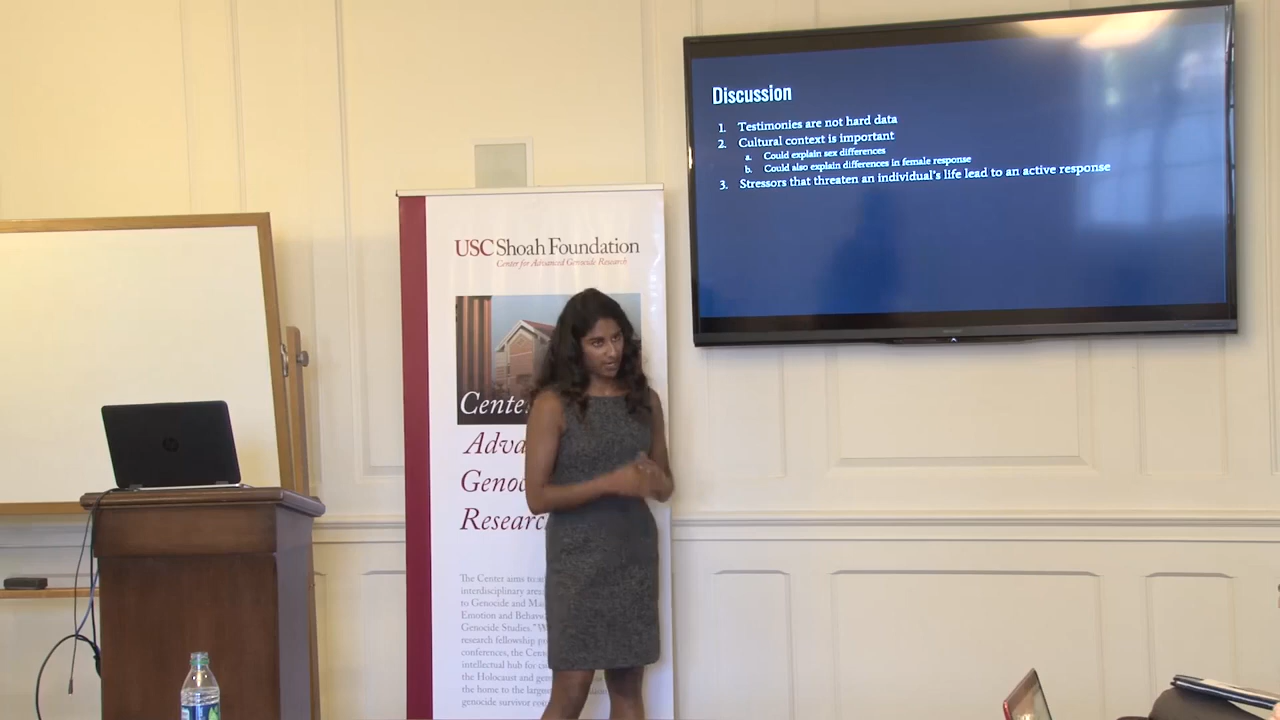 Discussion
1. Testimonies are not hard data
2. Cultural context is important
a. Could explain sex differences
b. Could also explain differences in female response
3. Stressors that threaten an individual's life lead to an active response
USC Shoah Foundation
Center for Advanced Genocide Research
Cente
Adva
Genoc
Researc
The Center aims to a
interdisciplinary area
to Genocide and Ma
Emotion and Behav
Genocide Studies." W
research fellowship pr
conferences, the Cent
intellectual hub for
the Holocaust and gen
the home to the larges
genocide survivor
hp